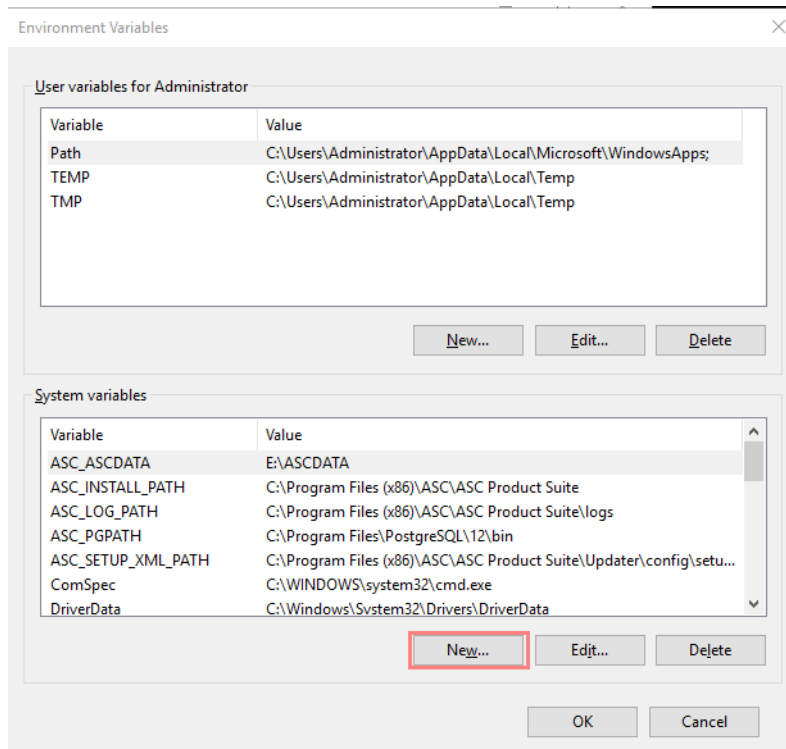 Environment Variables
User variables for Administrator
Variable Value
Path C:\Users\Administrator\AppData\Local\Microsoft\WindowsApps;
TEMP C:\Users\Administrator\AppData\Local\Temp
TMP C:\Users\Administrator\AppData\Local\Temp
New... Edit... Delete
System variables
Variable Value
ASC_ASCDATA E:\ASCDATA
ASC_INSTALL_PATH C:\Program Files (x86)\ASC\ASC Product Suite
ASC_LOG_PATH C:\Program Files (x86)\ASC\ASC Product Suite\logs
ASC_PGPATH C:\Program Files\PostgreSQL\12\bin
ASC_SETUP_XML_PATH C:\Program Files (x86)\ASC\ASC Product Suite\Updater\config\setu...
ComSpec C:\WINDOWS\system32\cmd.exe
DriverData C:\Windows\System32\Drivers\DriverData
New... Edit... Delete
OK Cancel